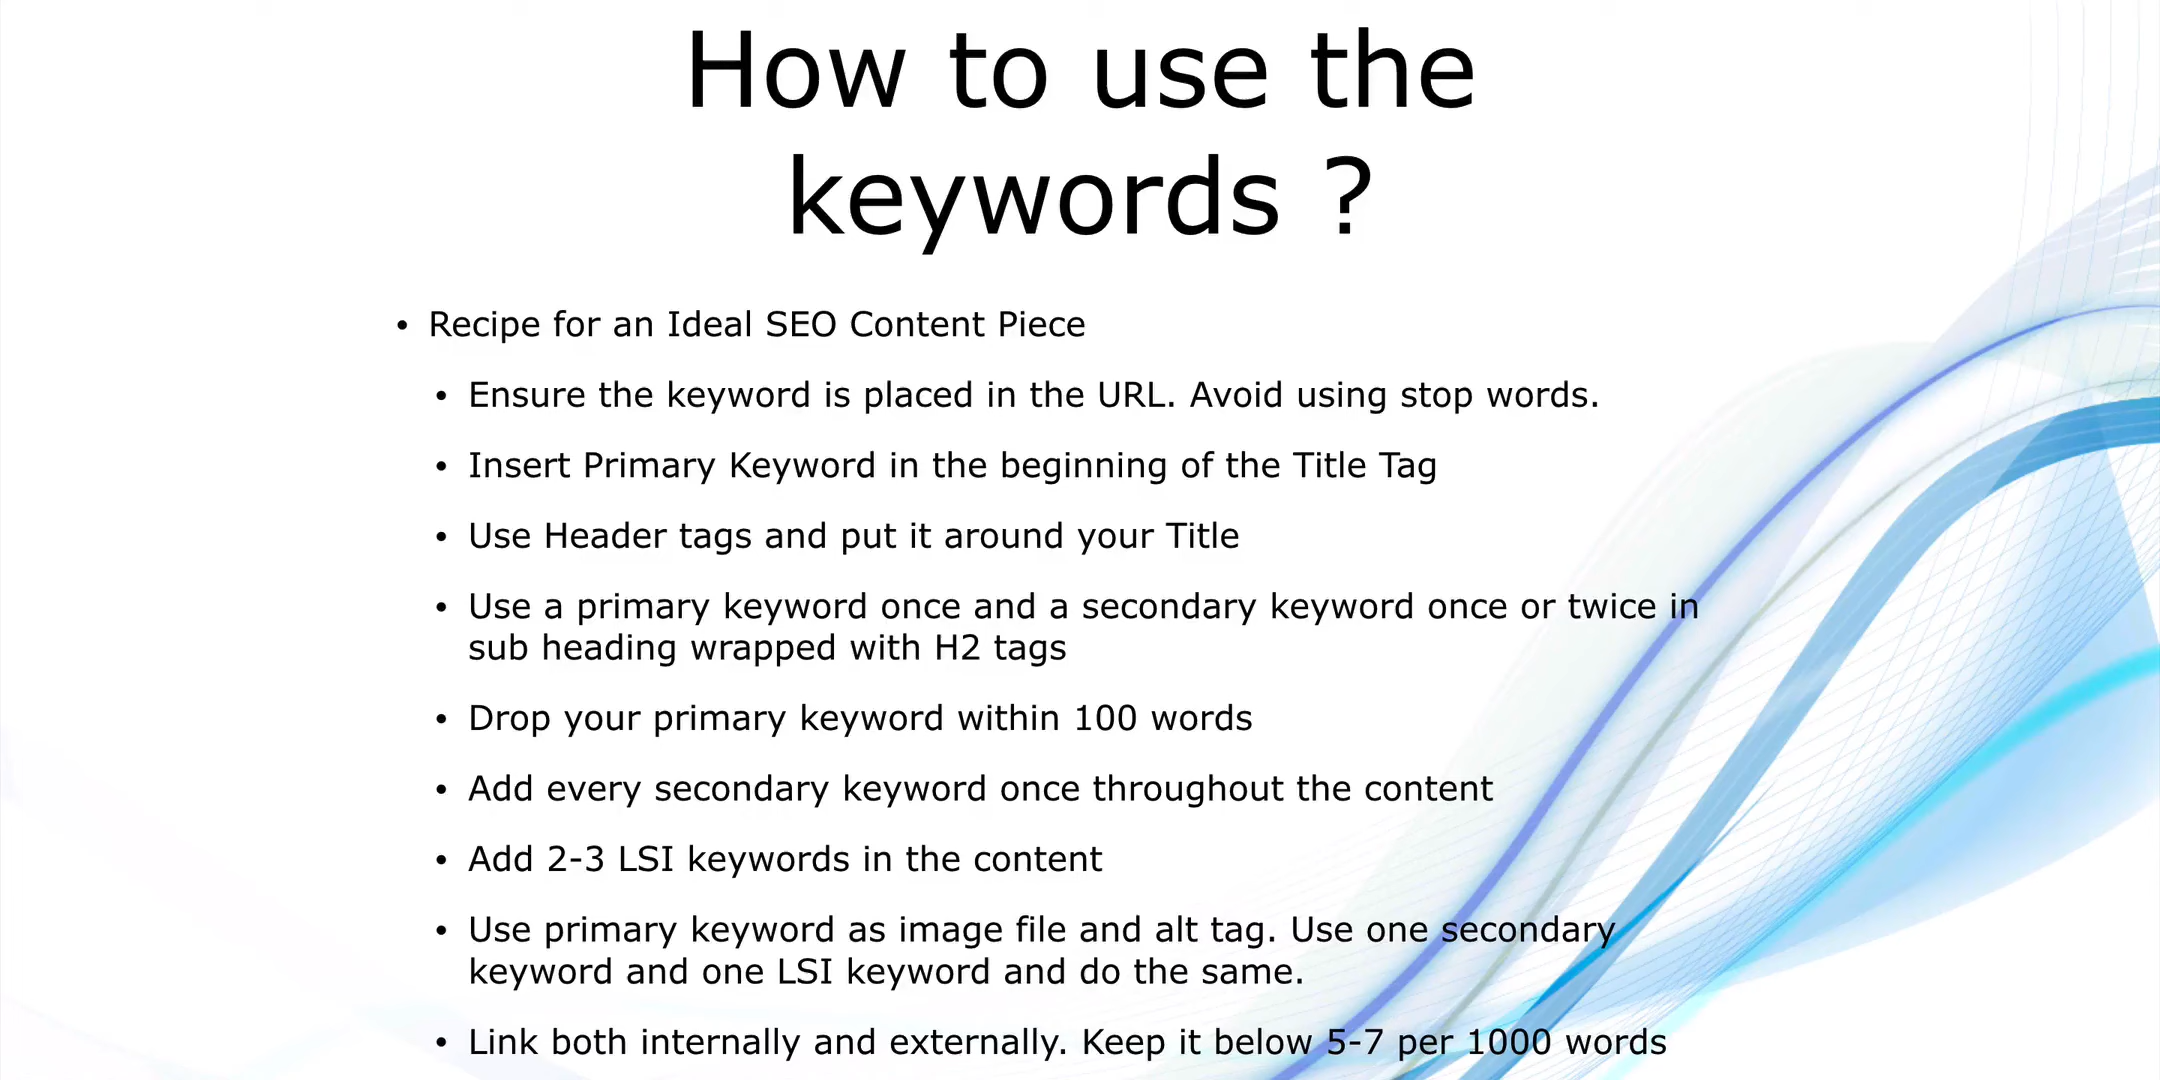 How to use the
keywords ?
• Recipe for an Ideal SEO Content Piece
• Ensure the keyword is placed in the URL. Avoid using stop words.
• Insert Primary Keyword in the beginning of the Title Tag
• Use Header tags and put it around your Title
• Use a primary keyword once and a secondary keyword once or twice in
sub heading wrapped with H2 tags
• Drop your primary keyword within 100 words
• Add every secondary keyword once throughout the content
• Add 2-3 LSI keywords in the content
• Use primary keyword as image file and alt tag. Use one secondary
keyword and one LSI keyword and do the same.
• Link both internally and externally. Keep it below 5-7 per 1000 words